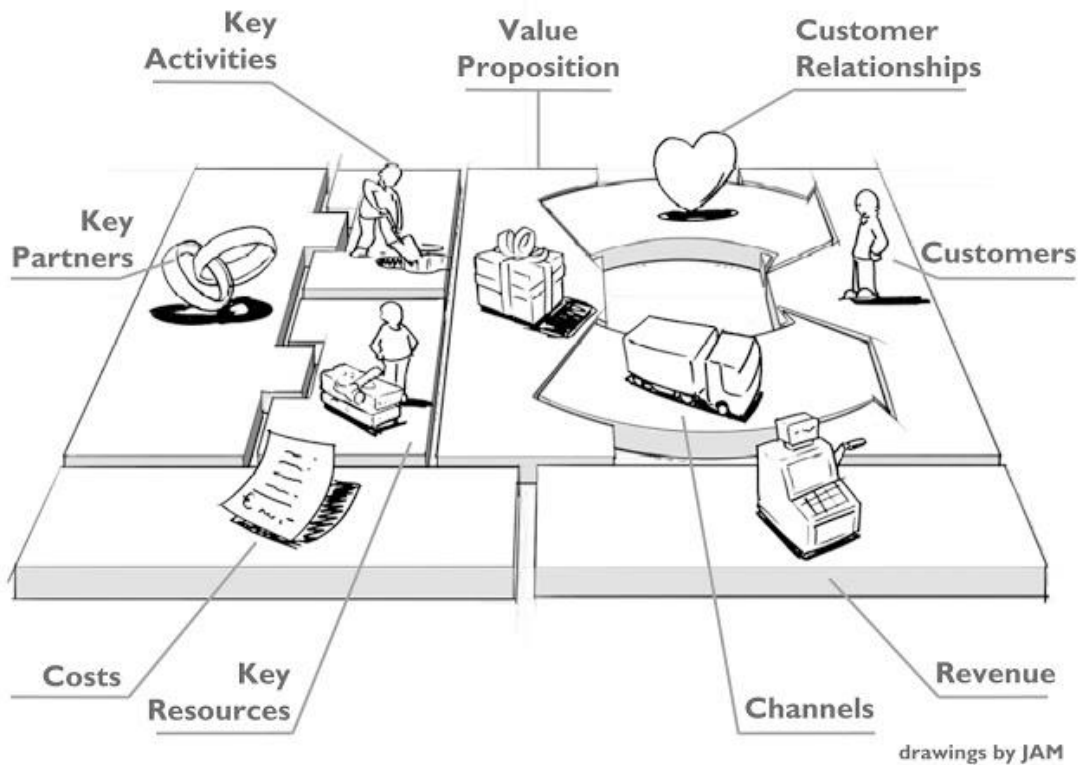 Key
Activities
Value
Proposition
Customer
Relationships
Key
Partners
Customers
Costs
Key
Resources
Channels
Revenue
drawings by JAM